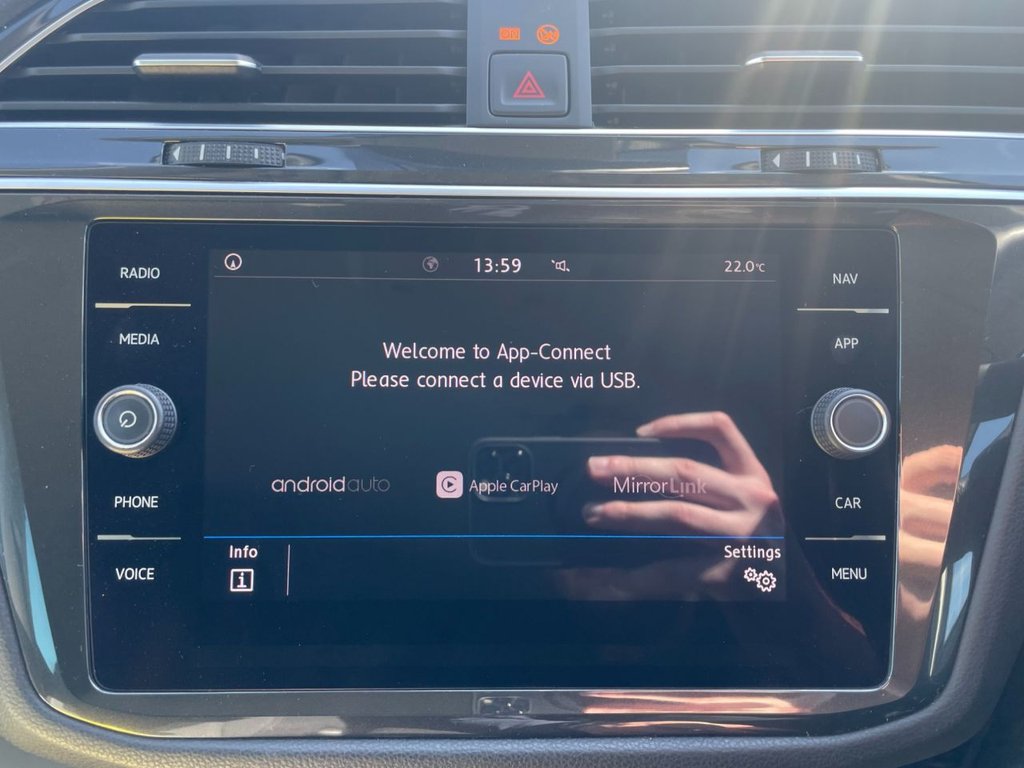 RADIO
MEDIA
PHONE
VOICE
13:59
22.0°C
Welcome to App-Connect
Please connect a device via USB.
androidauto
Apple CarPlay
MirrorLink
Info
Settings
NAV
APP
CAR
MENU